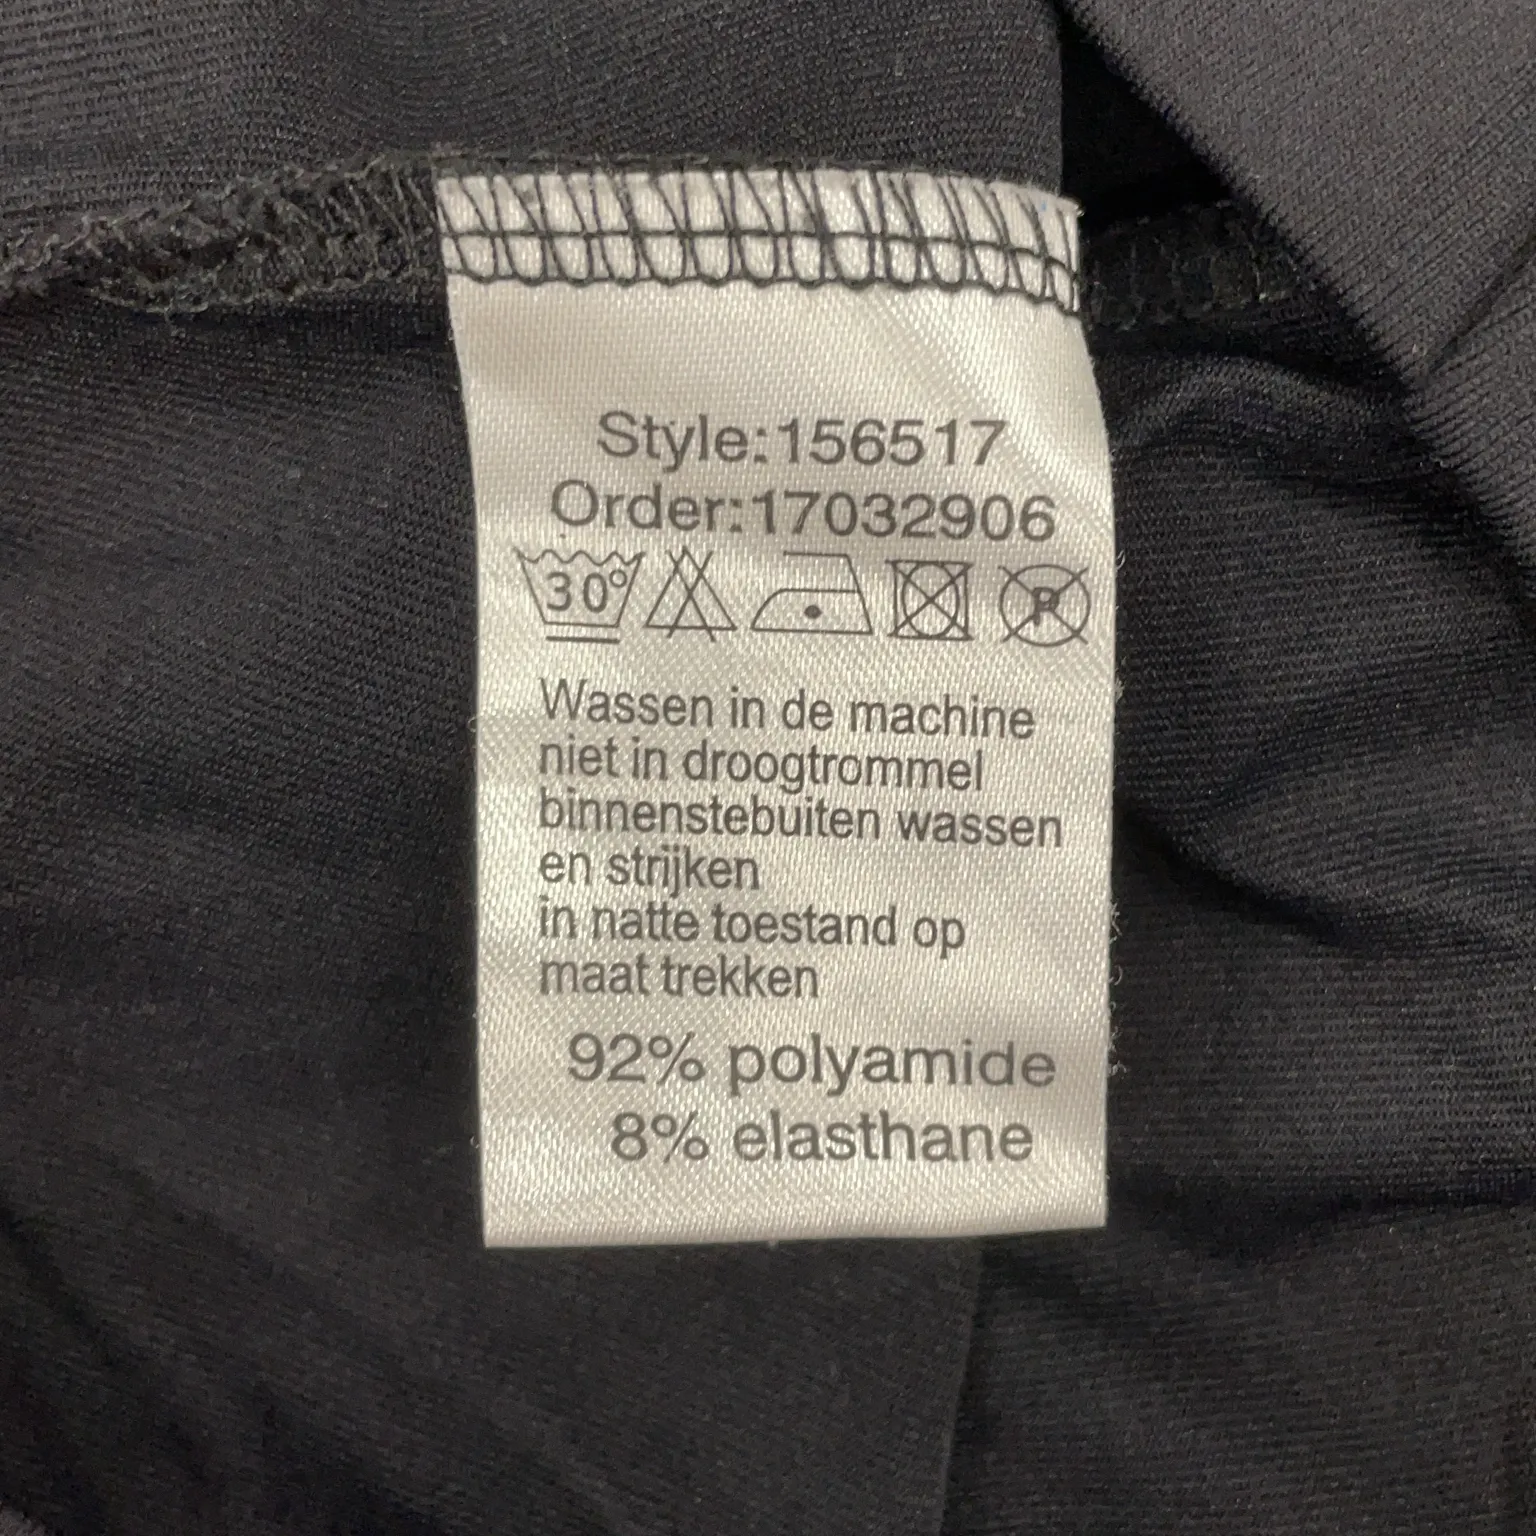 Style:156517
Order:17032906
30° P
Wassen in de machine
niet in droogtrommel
binnenstebuiten wassen
en strijken
in natte toestand op
maat trekken
92% polyamide
8% elasthane